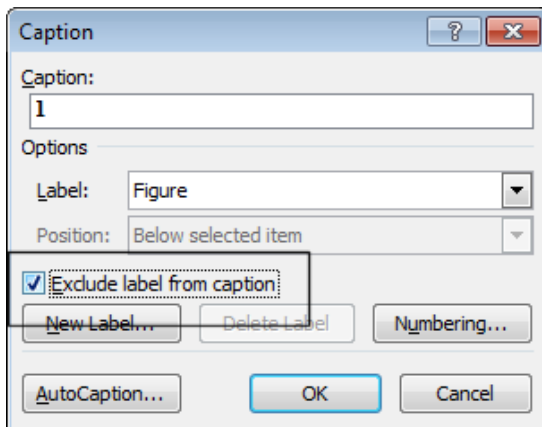 Caption
Caption:
1
Options
Label: Figure
Position: Below selected item
Exclude label from caption
New Label... Delete Label Numbering...
AutoCaption... OK Cancel